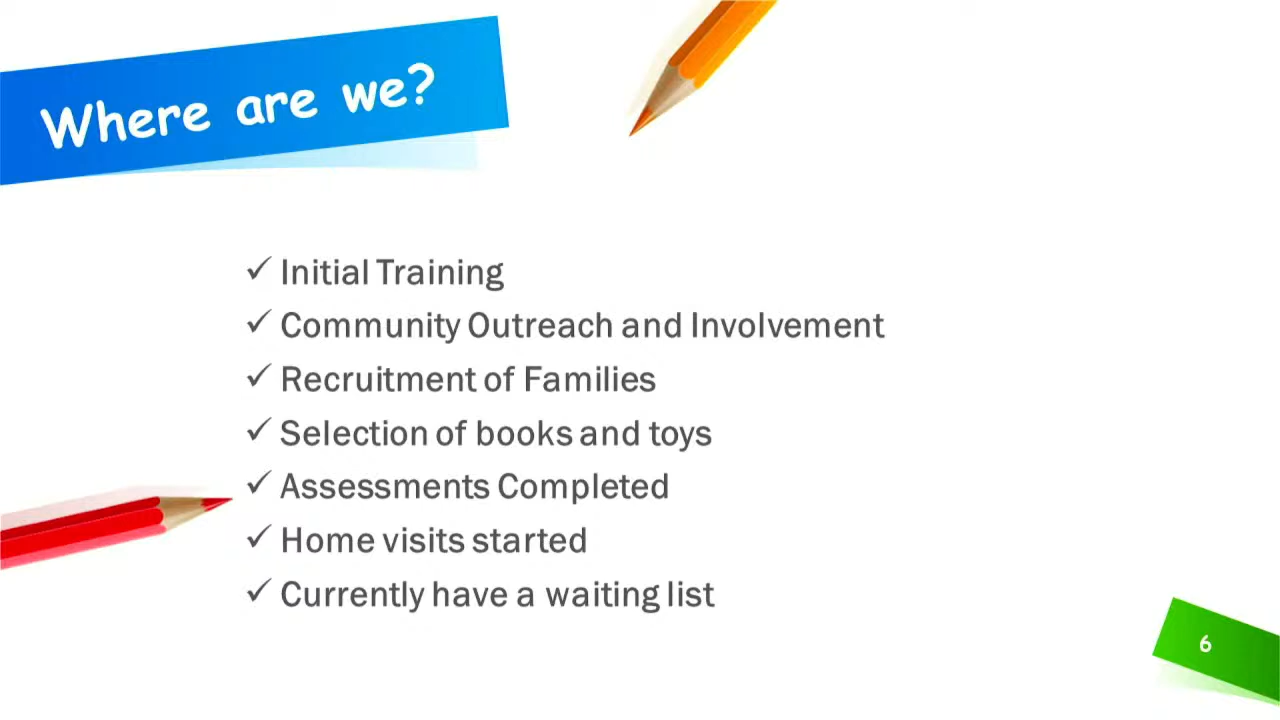 Where are we?
✓ Initial Training
✓ Community Outreach and Involvement
✓ Recruitment of Families
✓ Selection of books and toys
✓ Assessments Completed
✓ Home visits started
✓ Currently have a waiting list
6